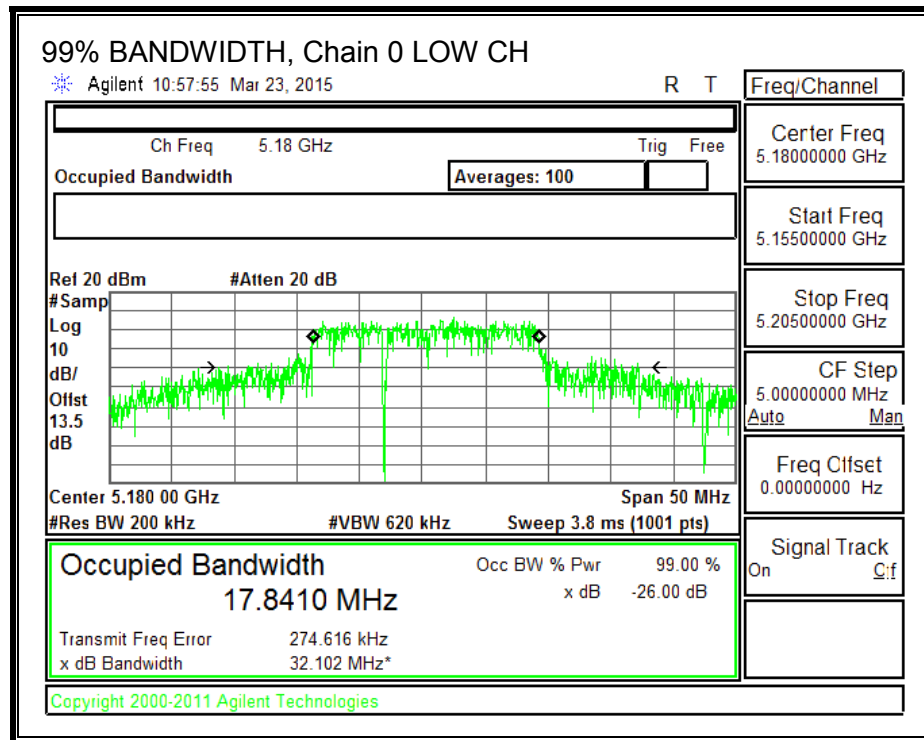 99% BANDWIDTH, Chain 0 LOW CH
Agilent 10:57:55 Mar 23, 2015 R T
Freq/Channel
Ch Freq 5.18 GHz Trig Free
Occupied Bandwidth Averages: 100
Center Freq
5.18000000 GHz
Start Freq
5.15500000 GHz
Stop Freq
5.20500000 GHz
CF Step
5.00000000 MHz
Auto Man
Freq Offset
0.00000000 Hz
Signal Track
On Off
Ref 20 dBm #Atten 20 dB
#Samp
Log
10
dB/
Offst
13.5
dB
Center 5.180 00 GHz Span 50 MHz
#Res BW 200 kHz #VBW 620 kHz Sweep 3.8 ms (1001 pts)
Occupied Bandwidth
17.8410 MHz
Occ BW % Pwr 99.00 %
x dB -26.00 dB
Transmit Freq Error 274.616 kHz
x dB Bandwidth 32.102 MHz*
Copyright 2000-2011 Agilent Technologies